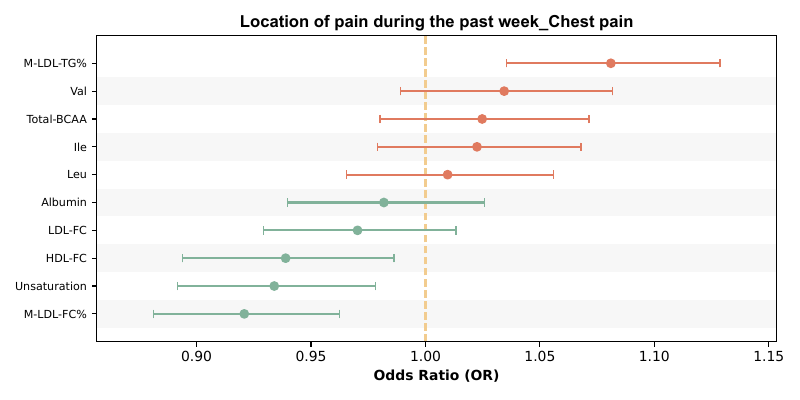 Location of pain during the past week_Chest pain
M-LDL-TG%
Val
Total-BCAA
Ile
Leu
Albumin
LDL-FC
HDL-FC
Unsaturation
M-LDL-FC%
0.90 0.95 1.00 1.05 1.10 1.15
Odds Ratio (OR)